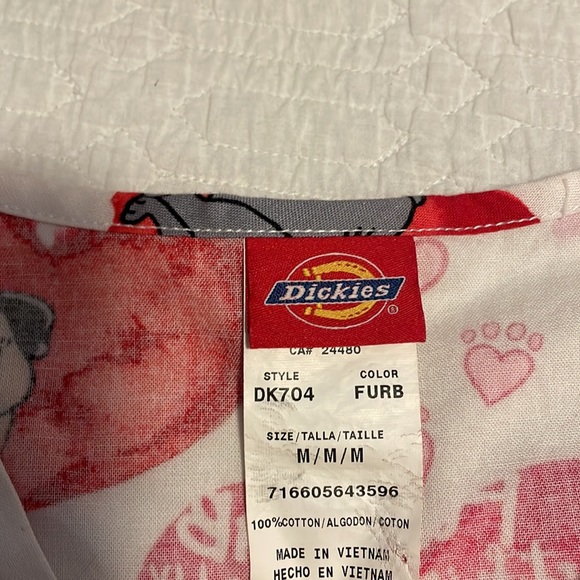 Dickies
®
CA# 24480
STYLE COLOR
DK704 FURB
SIZE/TALLA/TAILLE
M/M/M
716605643596
100%COTTON/ALGODON/COTON
MADE IN VIETNAM
HECHO EN VIETNAM